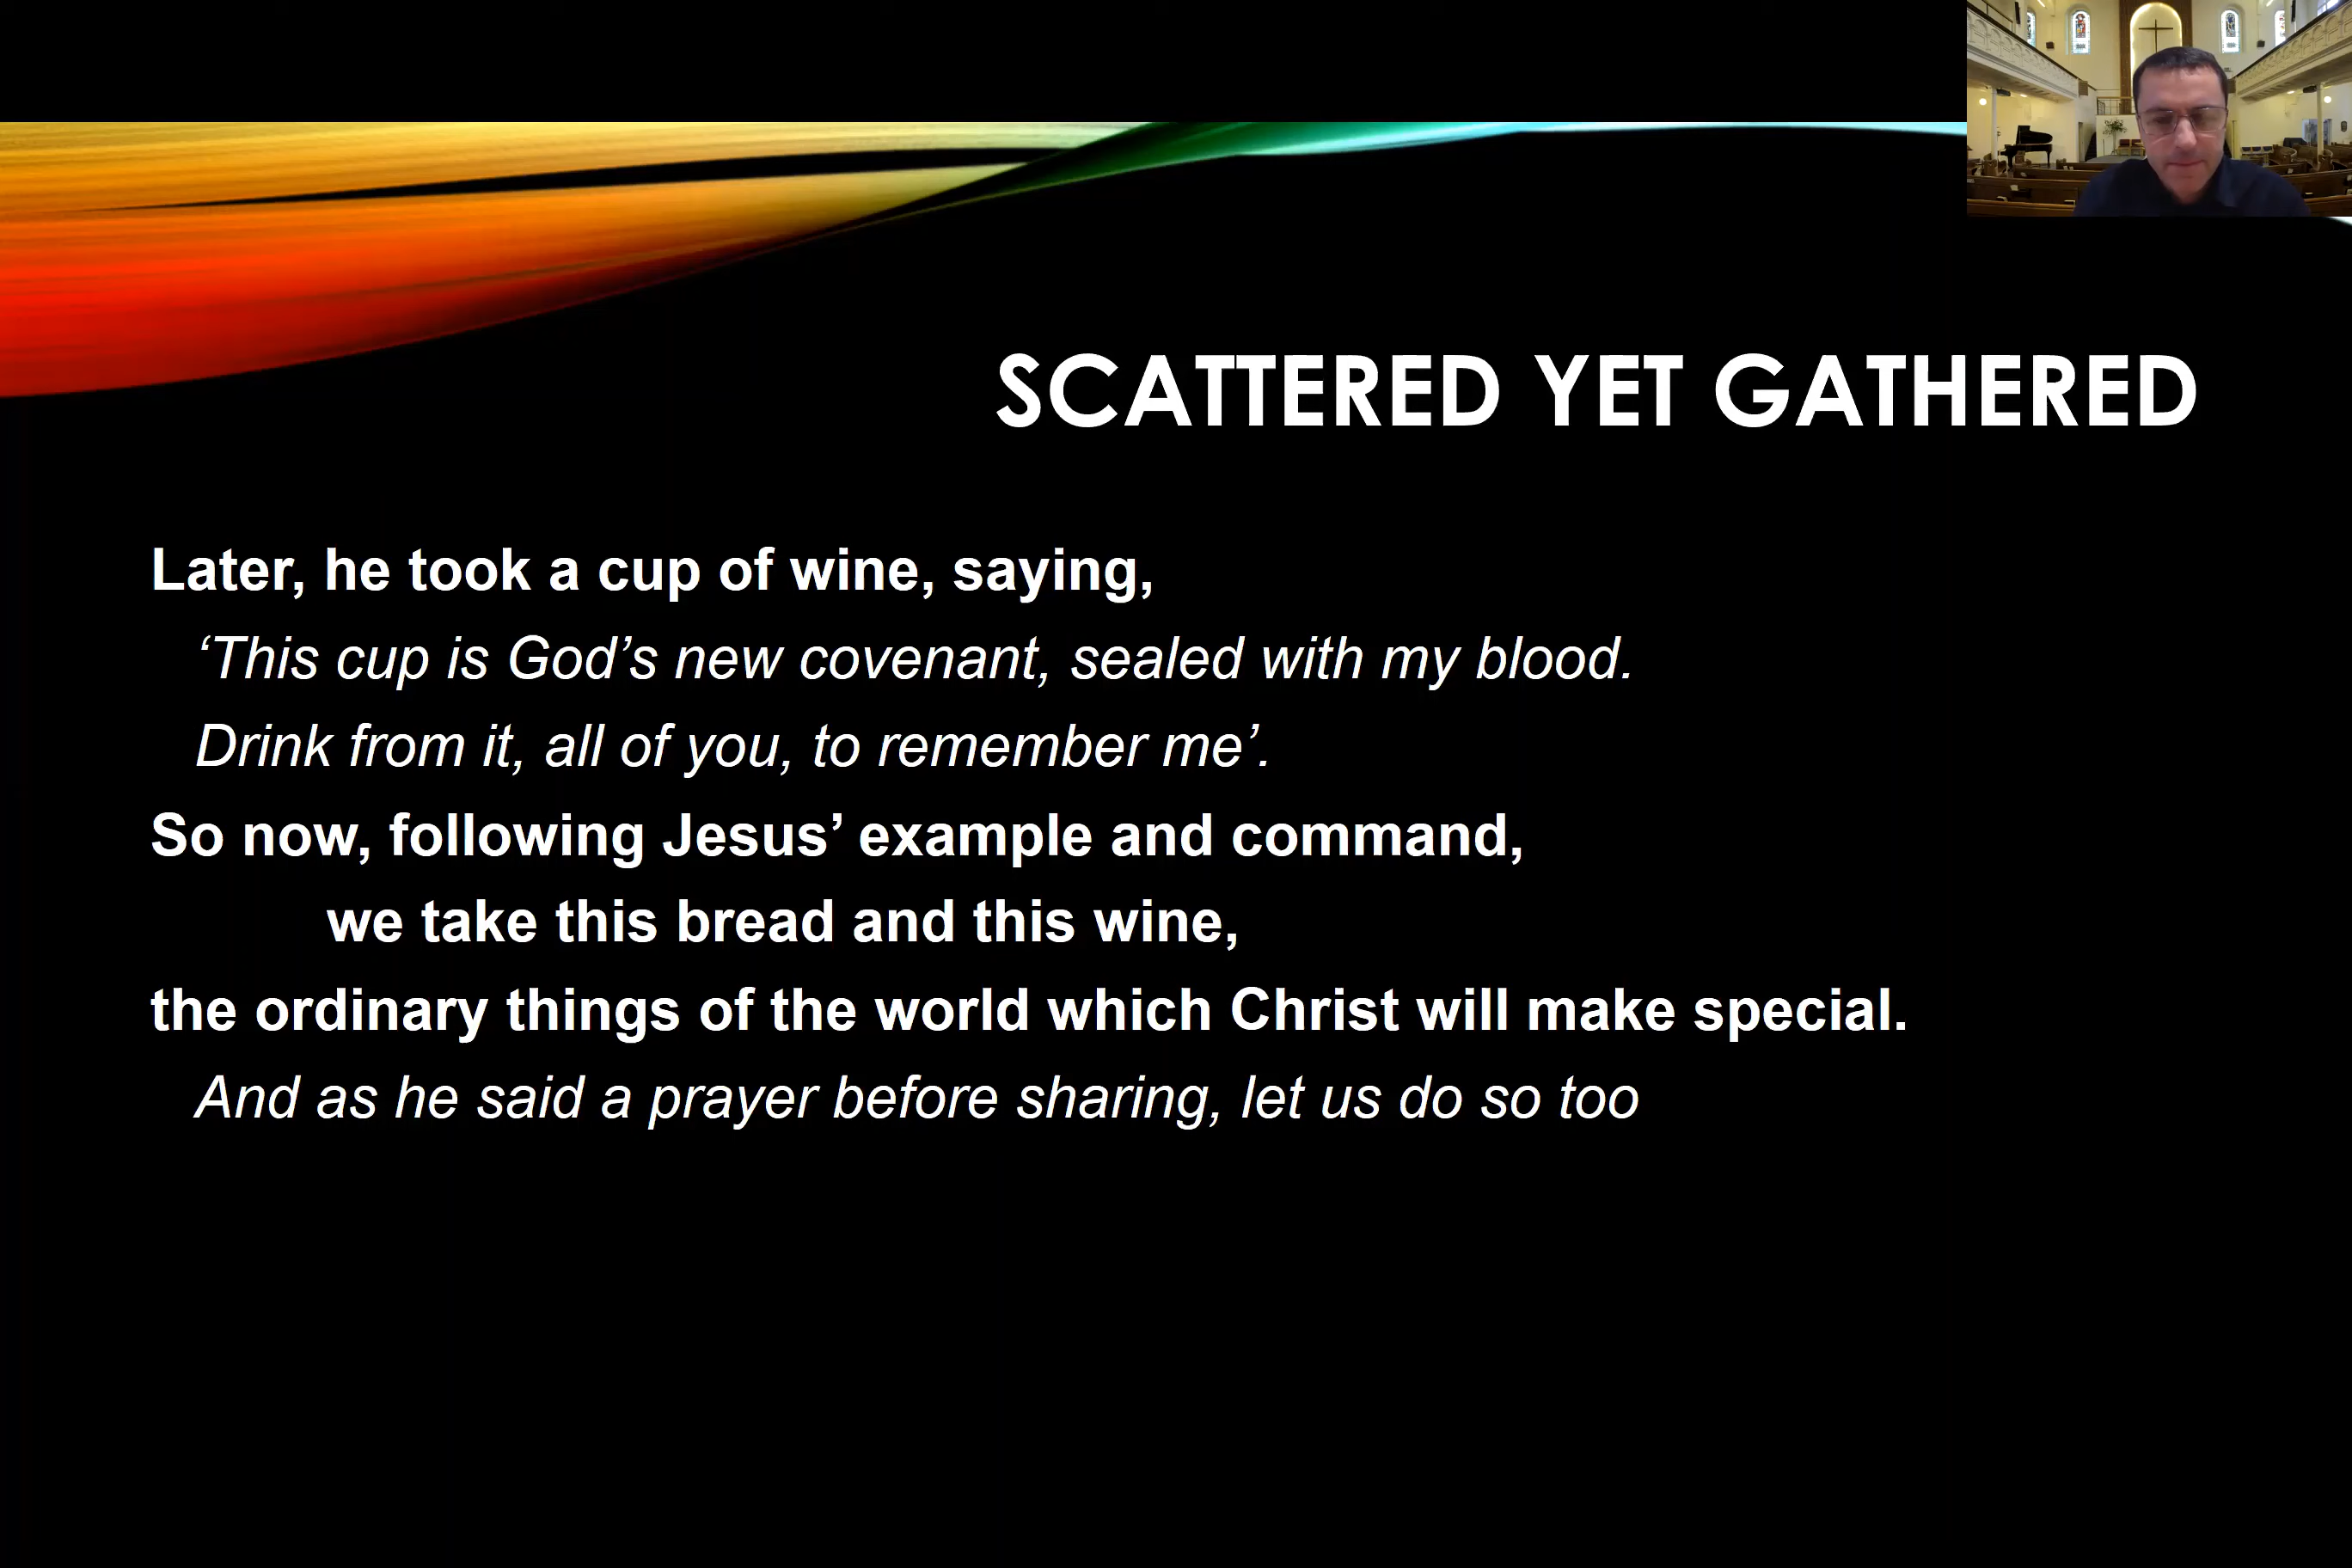 SCATTERED YET GATHERED
Later, he took a cup of wine, saying,
‘This cup is God’s new covenant, sealed with my blood.
Drink from it, all of you, to remember me’.
So now, following Jesus’ example and command,
we take this bread and this wine,
the ordinary things of the world which Christ will make special.
And as he said a prayer before sharing, let us do so too